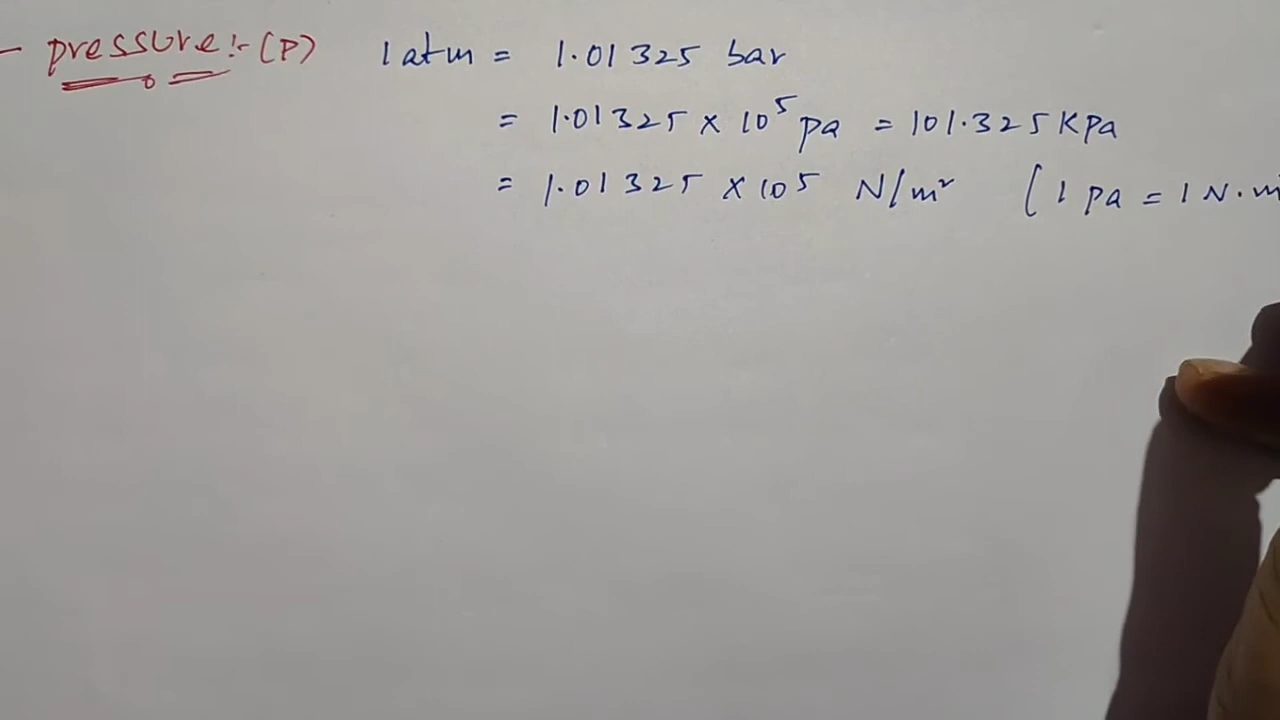 - pressure:- (P) 1 atm = 1.01325 bar
= 1.01325 × 10⁵ pa = 101.325 KPa
= 1.01325 × 10⁵ N/m² (1 pa = 1 N.m